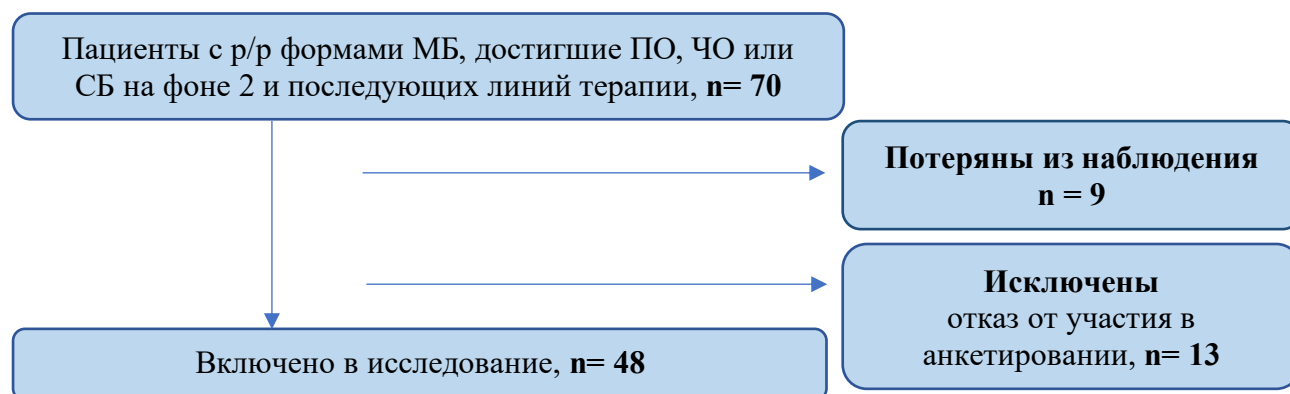 Пациенты с р/р формами МБ, достигшие ПО, ЧО или
СБ на фоне 2 и последующих линий терапии, n= 70
Потеряны из наблюдения
n = 9
Исключены
отказ от участия в
анкетировании, n= 13
Включено в исследование, n= 48